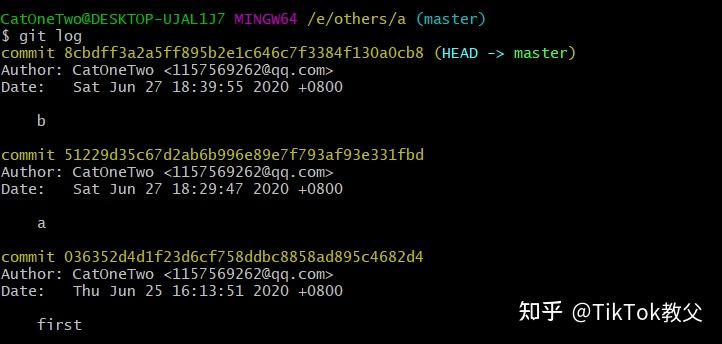 CatOneTwo@DESKTOP-UJAL1J7 MINGW64 /e/others/a (master)
$ git log
commit 8cbdff3a2a5ff895b2e1c646c7f3384f130a0cb8 (HEAD -> master)
Author: CatOneTwo <1157569262@qq.com>
Date:   Sat Jun 27 18:39:55 2020 +0800
    b
commit 51229d35c67d2ab6b996e89e7f793af93e331fbd
Author: CatOneTwo <1157569262@qq.com>
Date:   Sat Jun 27 18:29:47 2020 +0800
    a
commit 036352d4d1f23d6cf758ddbc8858ad895c4682d4
Author: CatOneTwo <1157569262@qq.com>
Date:   Thu Jun 25 16:13:51 2020 +0800
    first
知乎 @TikTok教父